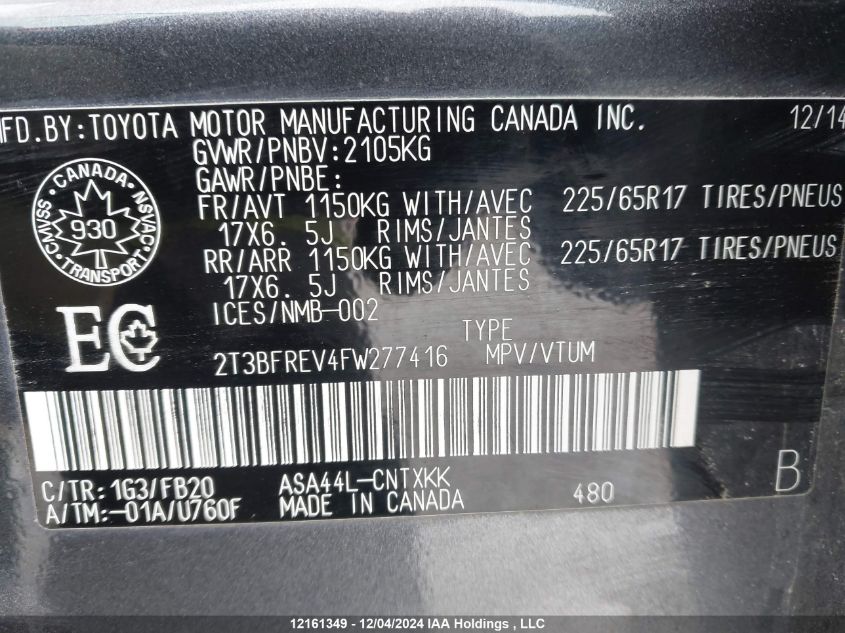 MFD.BY:TOYOTA MOTOR MANUFACTURING CANADA INC. 12/14
GVWR/PNBV:2105KG
GAWR/PNBE:
FR/AVT 1150KG WITH/AVEC 225/65R17 TIRES/PNEUS
17X6.5J RIMS/JANTES
RR/ARR 1150KG WITH/AVEC 225/65R17 TIRES/PNEUS
17X6.5J RIMS/JANTES
ICES/NMB-002
CANADA
CMVSS NSVAC
930
TRANSPORT
EC
TYPE
2T3BFREV4FW277416 MPV/VTUM
C/TR: 1G3/FB20 ASA44L-CNTXKK
A/TM:-01A/U760F MADE IN CANADA 480 B
12161349 - 12/04/2024 IAA Holdings , LLC